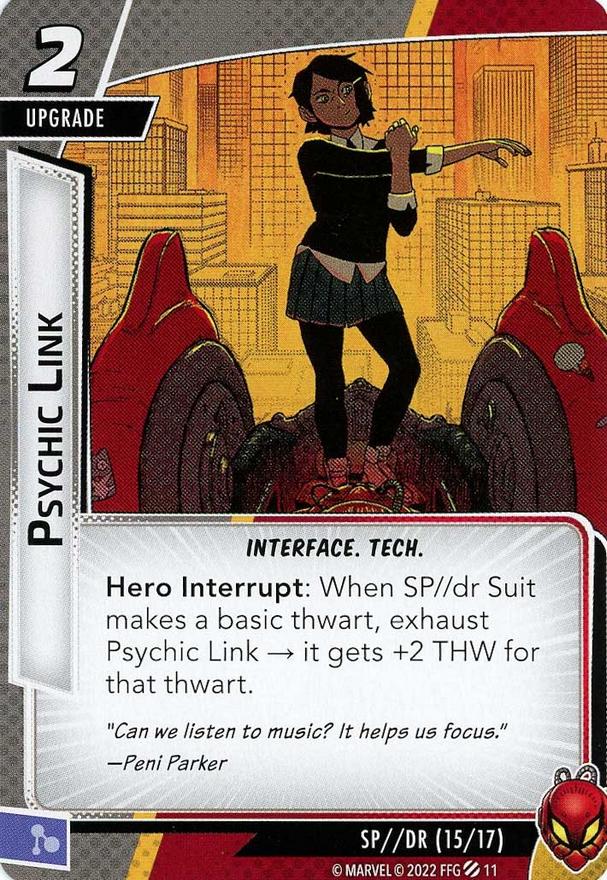 2
UPGRADE
PSYCHIC LINK
INTERFACE. TECH.
Hero Interrupt: When SP//dr Suit
makes a basic thwart, exhaust
Psychic Link → it gets +2 THW for
that thwart.
"Can we listen to music? It helps us focus."
—Peni Parker
SP//DR (15/17)
© MARVEL © 2022 FFG 11